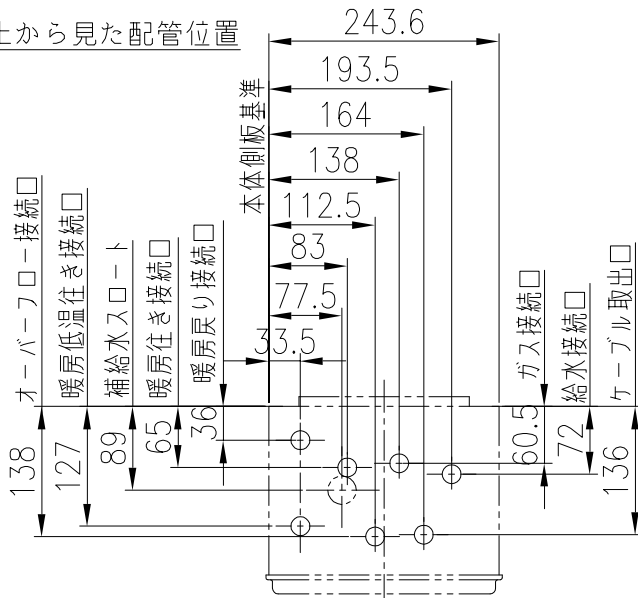 上から見た配管位置
243.6
193.5
164
138
112.5
83
77.5
33.5
本体側板基準
オーバーフロー接続口
暖房低温往き接続口
補給水スロート
暖房往き接続口
暖房戻り接続口
ガス接続口
給水接続口
ケーブル取出口
138
127
89
65
36
60.5
72
136